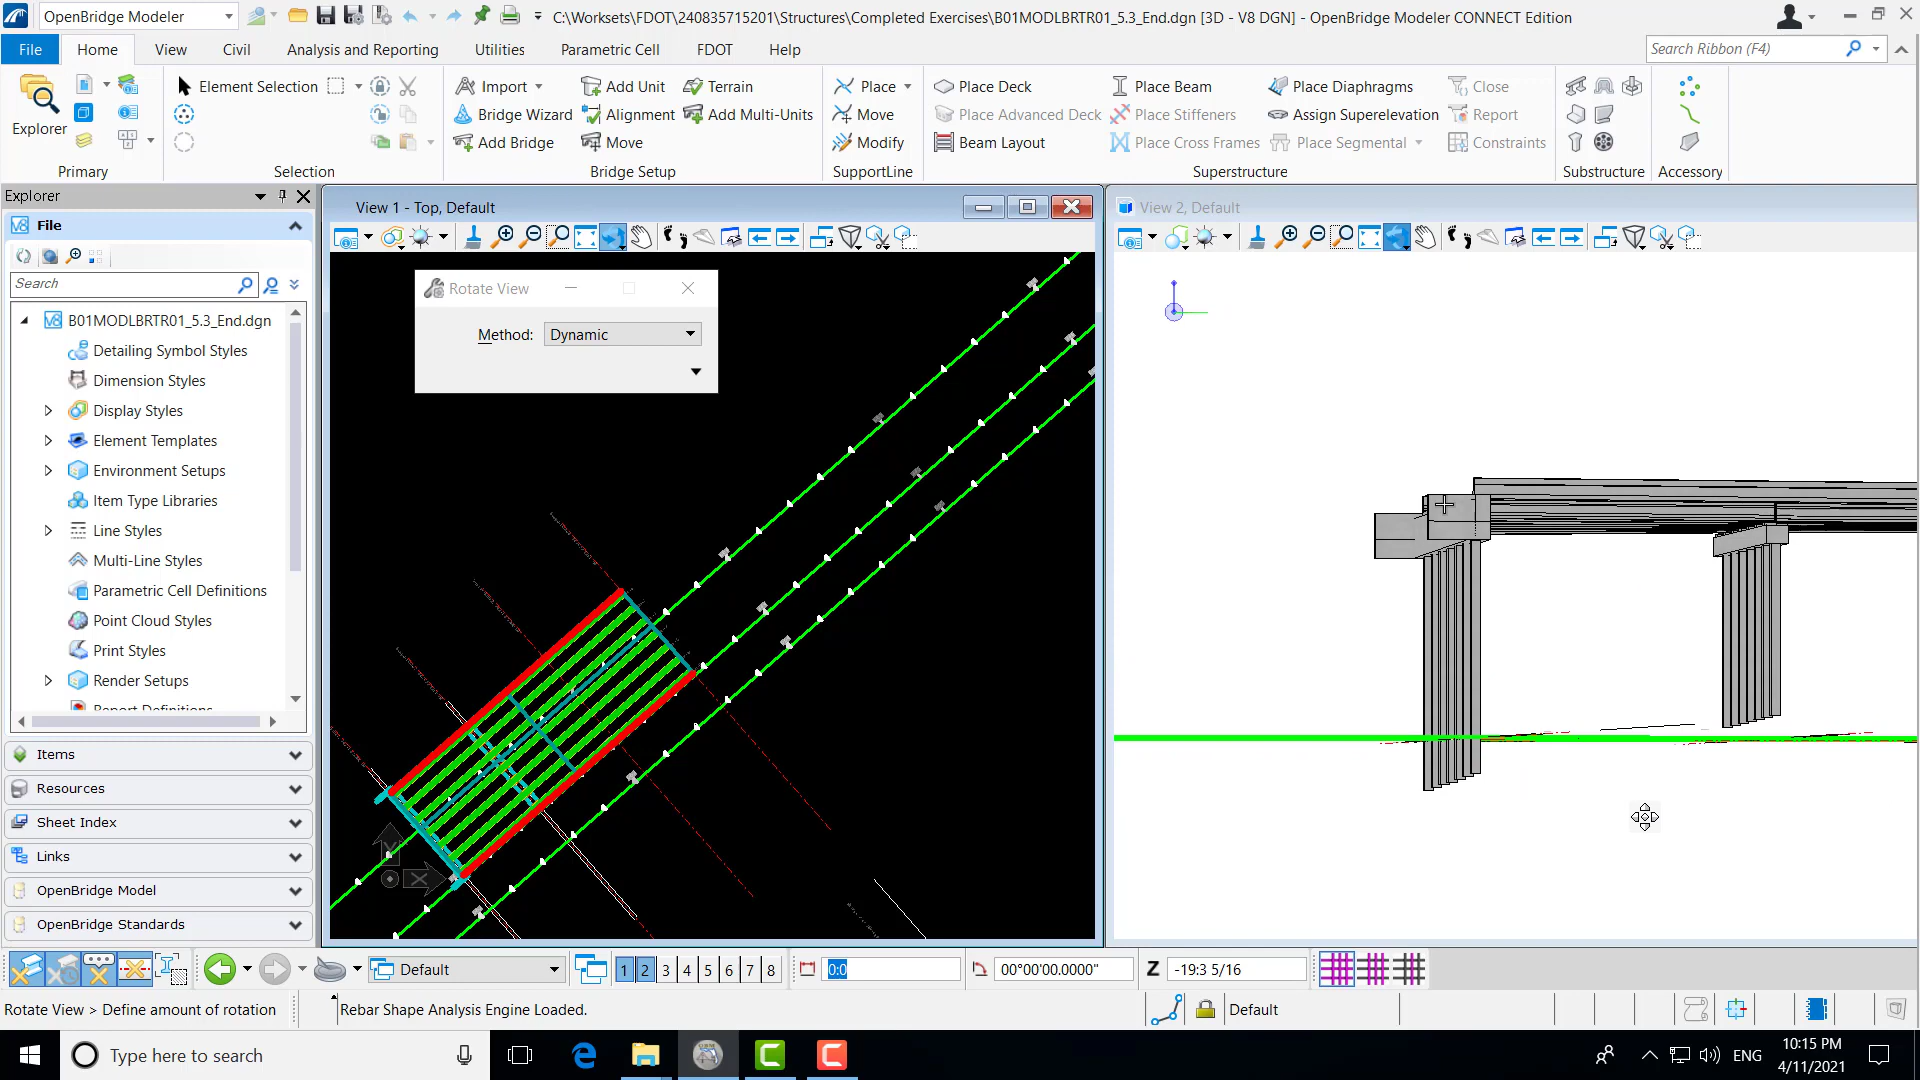 OpenBridge Modeler
C:\Worksets\FDOT\240835715201\Structures\Completed Exercises\B01MODLBRTR01_5.3_End.dgn [3D - V8 DGN] - OpenBridge Modeler CONNECT Edition
File Home View Civil Analysis and Reporting Utilities Parametric Cell FDOT Help
Search Ribbon (F4)
Explorer
Primary
Element Selection
Selection
Import Add Unit Terrain
Bridge Wizard Alignment Add Multi-Units
Add Bridge Move
Bridge Setup
Place
Move
Modify
SupportLine
Place Deck Place Beam Place Diaphragms Close
Place Advanced Deck Place Stiffeners Assign Superelevation Report
Beam Layout Place Cross Frames Place Segmental Constraints
Superstructure
Substructure
Accessory
Explorer
File
Search
B01MODLBRTR01_5.3_End.dgn
Detailing Symbol Styles
Dimension Styles
Display Styles
Element Templates
Environment Setups
Item Type Libraries
Line Styles
Multi-Line Styles
Parametric Cell Definitions
Point Cloud Styles
Print Styles
Render Setups
Report Definitions
Items
Resources
Sheet Index
Links
OpenBridge Model
OpenBridge Standards
View 1 - Top, Default
Rotate View
Method: Dynamic
Y
X
View 2, Default
Default
1 2 3 4 5 6 7 8
0:0
00°00'00.0000"
Z -19:3 5/16
Rotate View > Define amount of rotation
Rebar Shape Analysis Engine Loaded.
Default
Type here to search
ENG
10:15 PM
4/11/2021